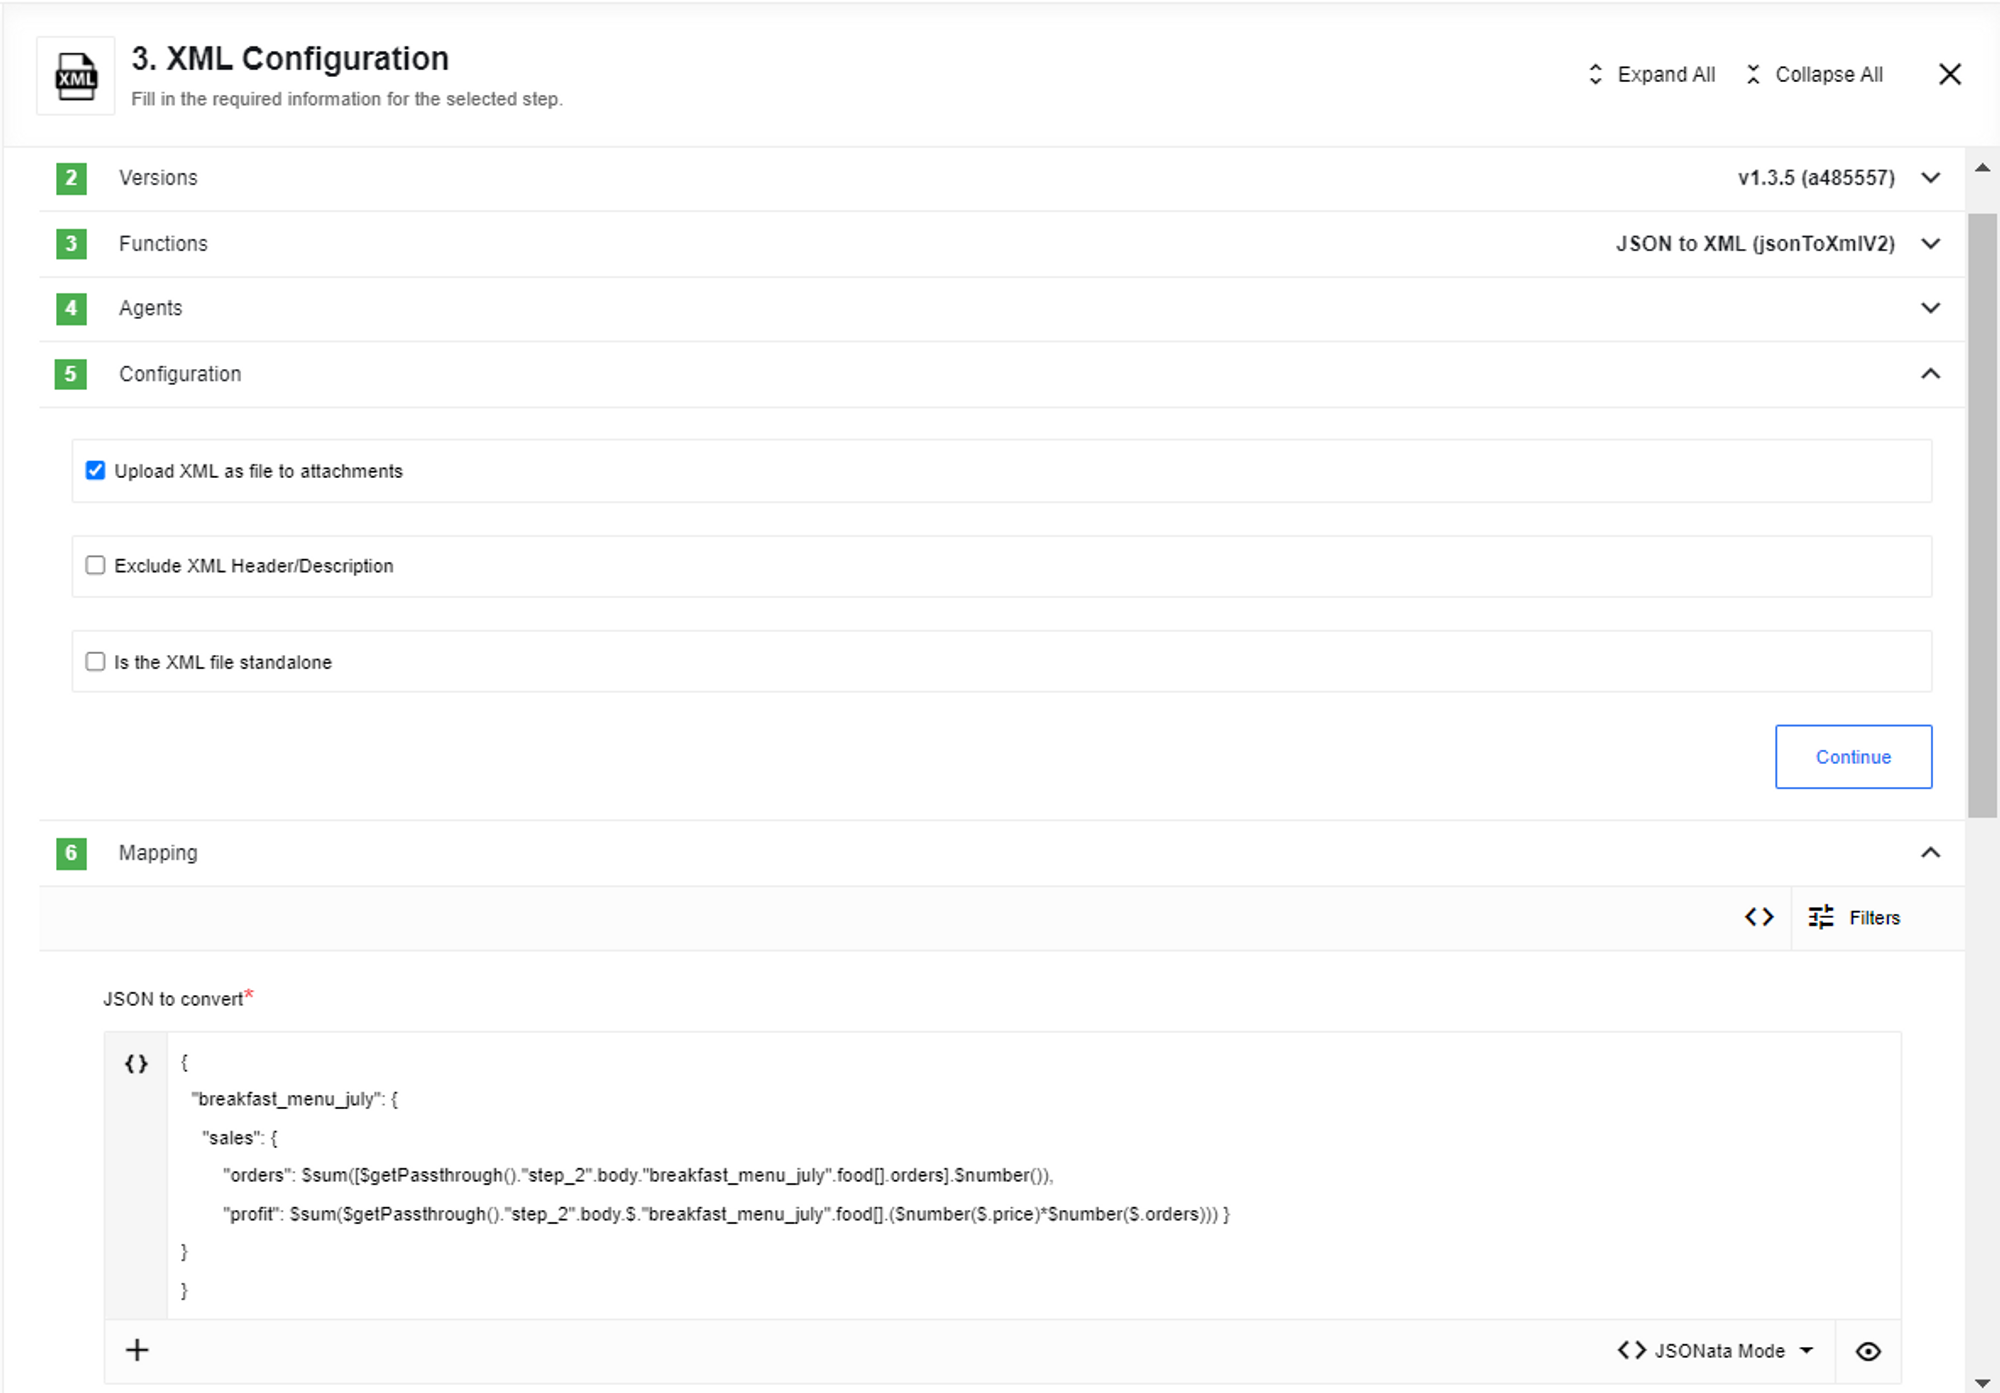 XML
3. XML Configuration
Fill in the required information for the selected step.
Expand All
Collapse All
2 Versions v1.3.5 (a485557)
3 Functions JSON to XML (jsonToXmlV2)
4 Agents
5 Configuration
Upload XML as file to attachments
Exclude XML Header/Description
Is the XML file standalone
Continue
6 Mapping
<> Filters
JSON to convert*
{} {
"breakfast_menu_july": {
"sales": {
"orders": $sum([$getPassthrough()."step_2".body."breakfast_menu_july".food[].orders].$number()),
"profit": $sum($getPassthrough()."step_2".body.$."breakfast_menu_july".food[].($number($.price)*$number($.orders))) }
}
}
+ <> JSONata Mode